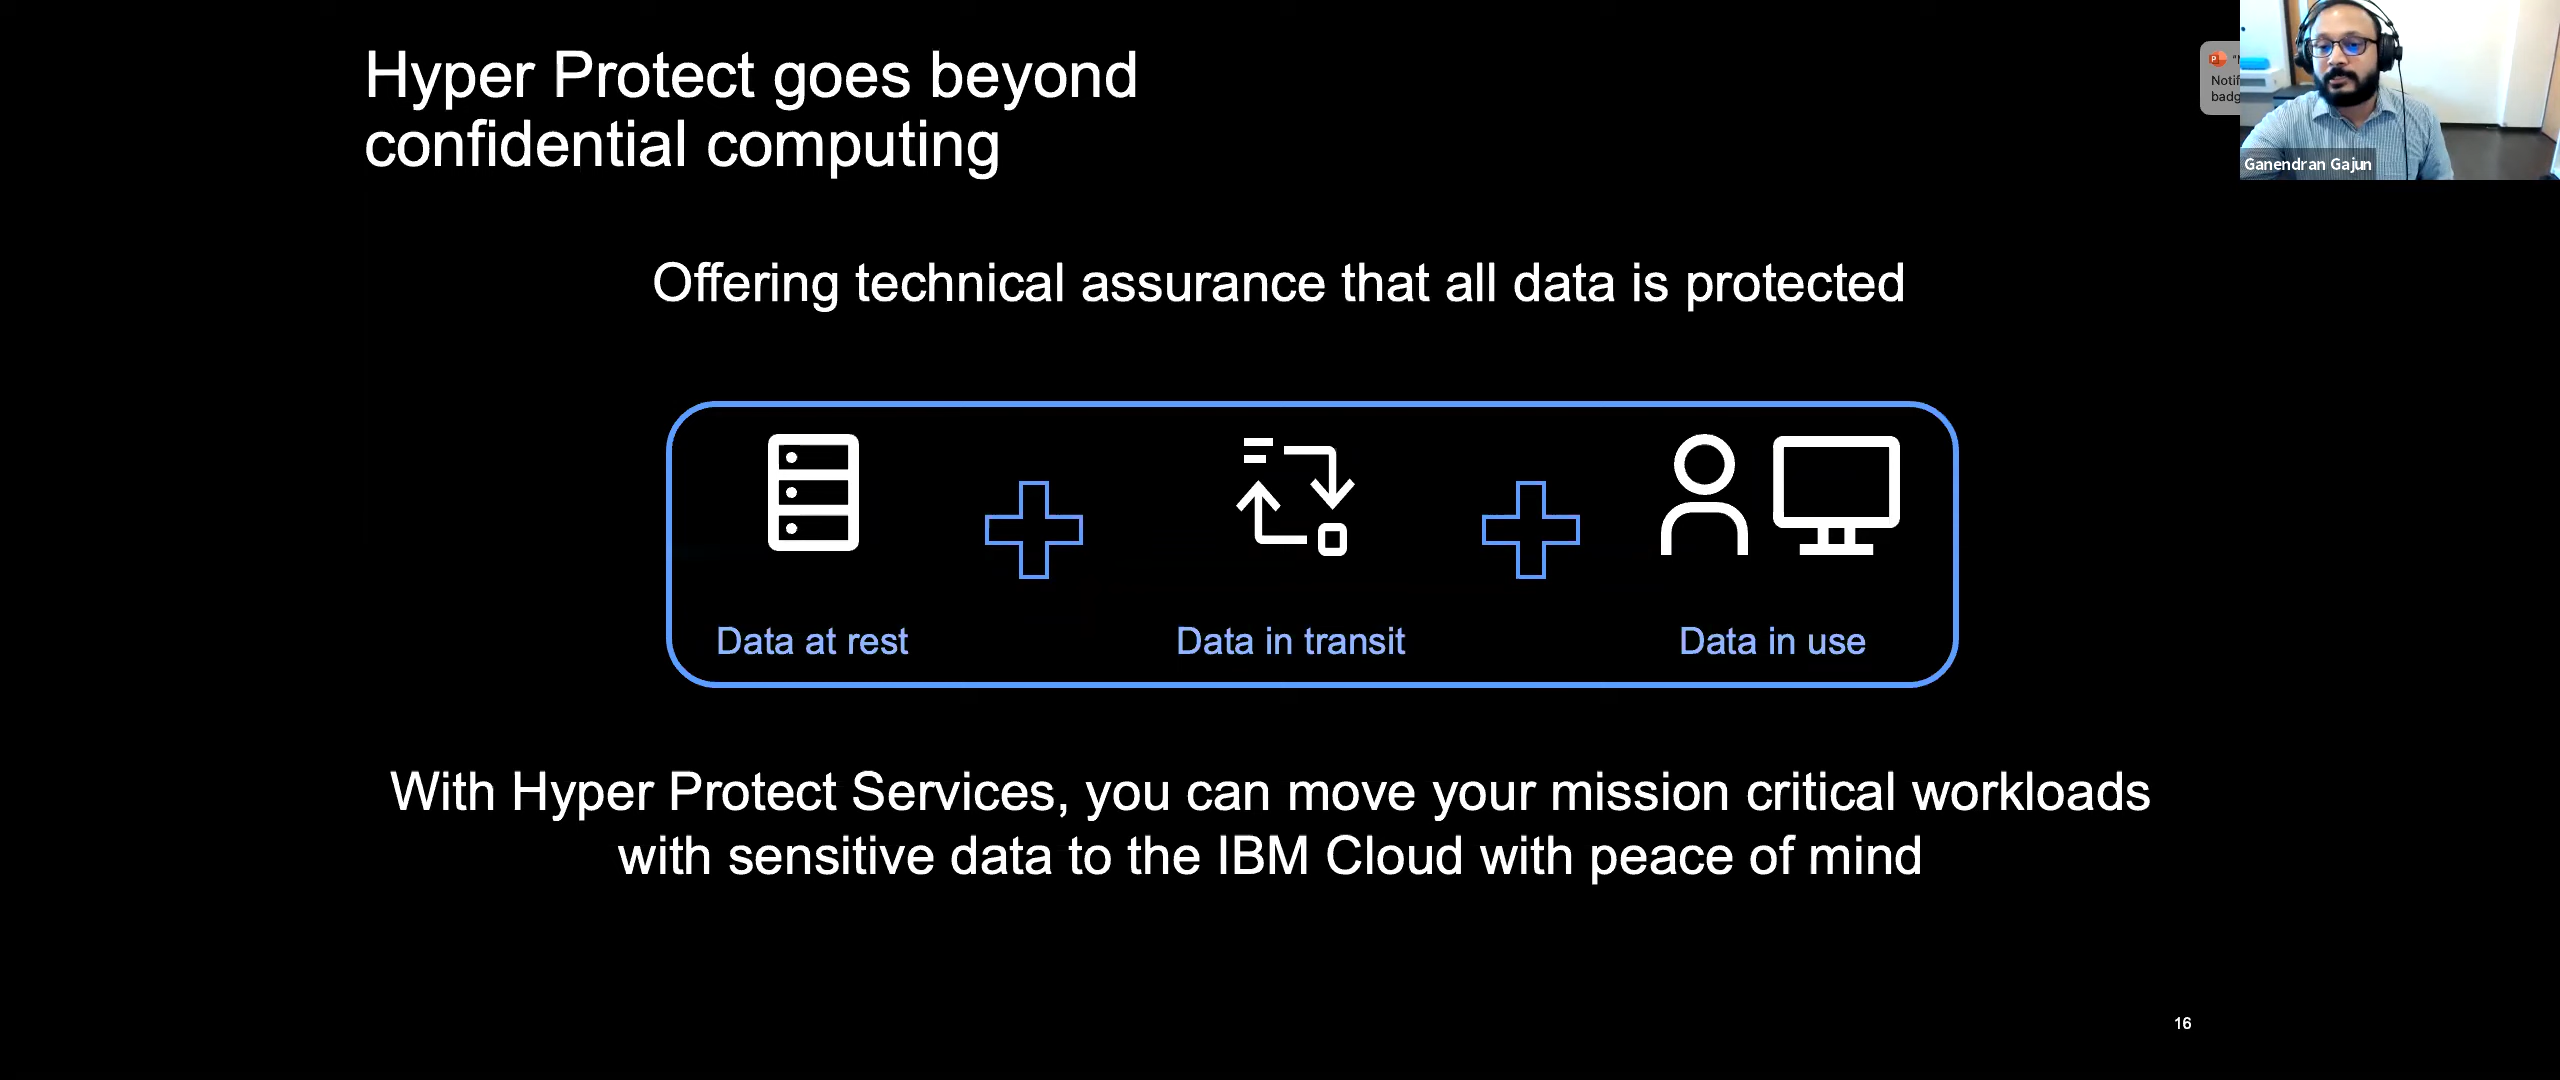 Hyper Protect goes beyond
confidential computing
Offering technical assurance that all data is protected
Data at rest
Data in transit
Data in use
With Hyper Protect Services, you can move your mission critical workloads
with sensitive data to the IBM Cloud with peace of mind
16
Ganendran Gajun